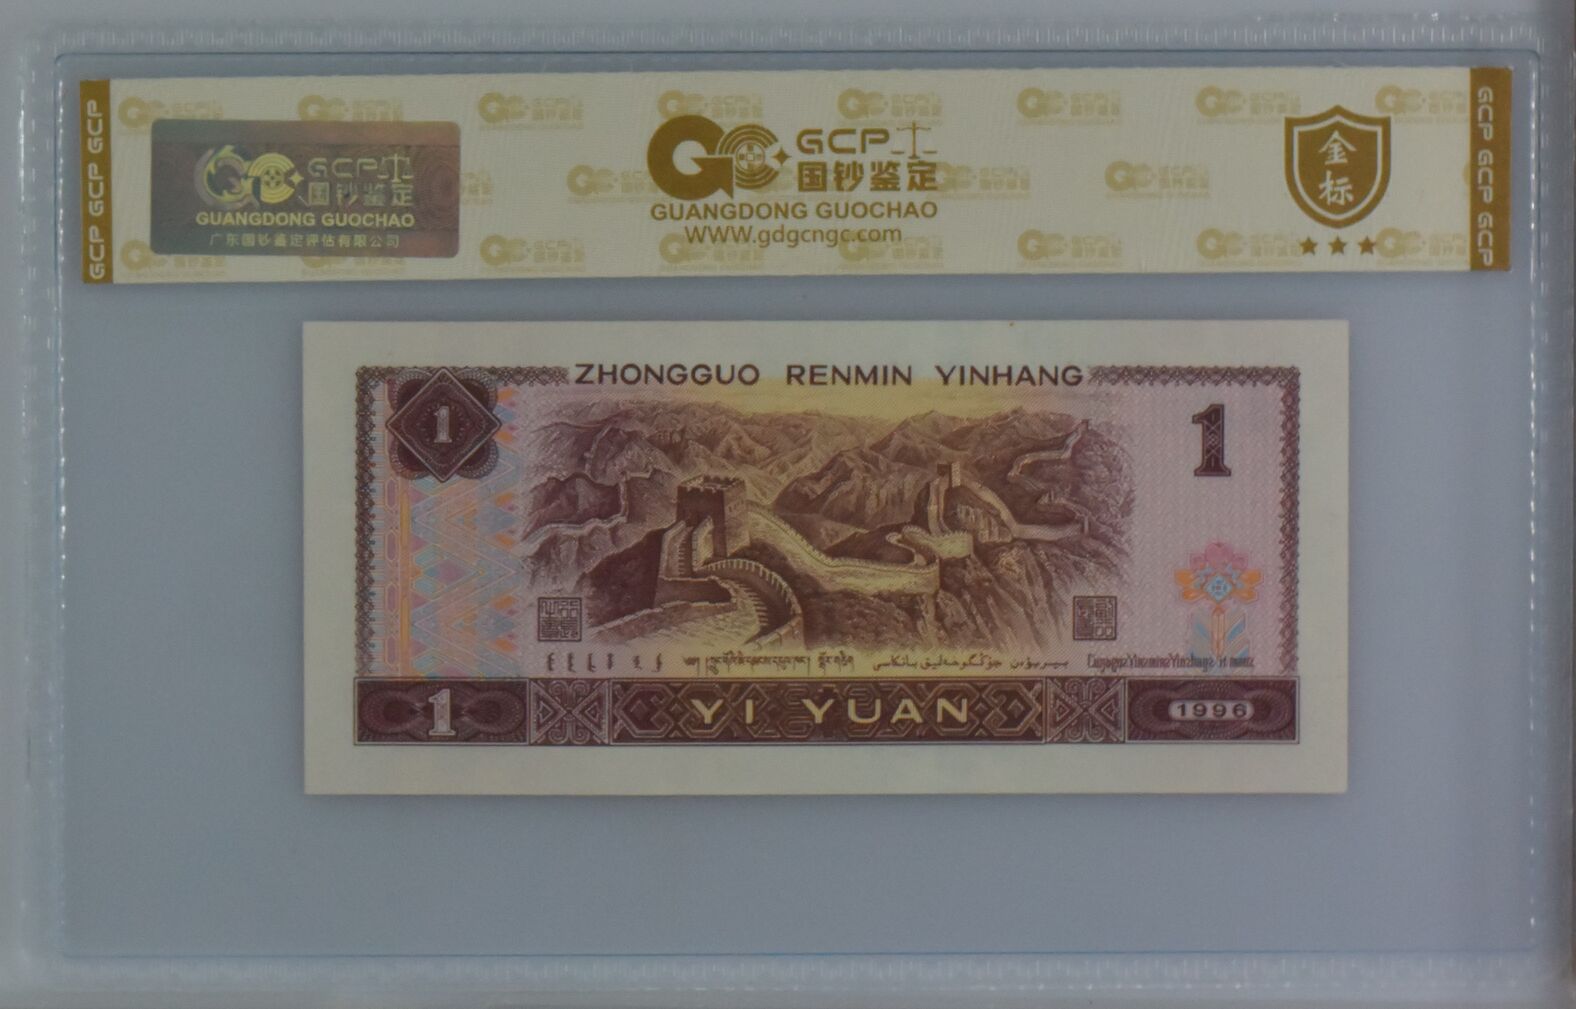 GCP GCP GCP
GCP
国钞鉴定
GUANGDONG GUOCHAO
广东国钞鉴定评估有限公司
GCP
国钞鉴定
GUANGDONG GUOCHAO
WWW.gdgcngc.com
金标
GCP GCP GCP
ZHONGGUO RENMIN YINHANG
1
1
1
YI YUAN
1996